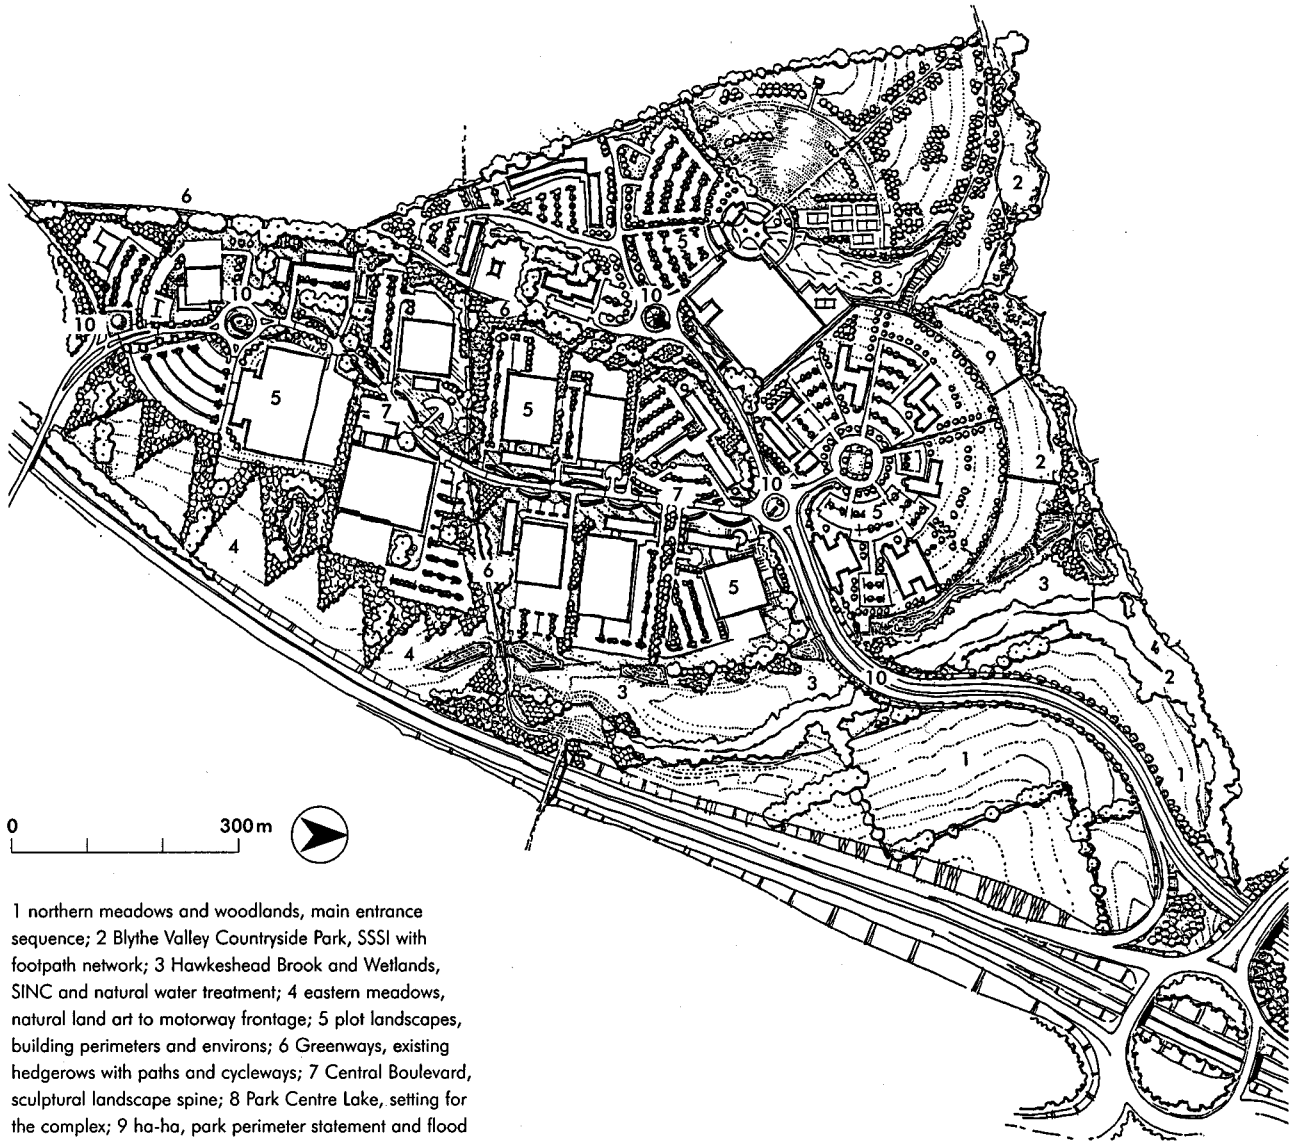 2
6
5
8
10
6
10
10
9
5
5
7
2
10
7
5
4
6
5
3
4
4
2
3
3
10
1
1
0 300m
1 northern meadows and woodlands, main entrance
sequence; 2 Blythe Valley Countryside Park, SSSI with
footpath network; 3 Hawkeshead Brook and Wetlands,
SINC and natural water treatment; 4 eastern meadows,
natural land art to motorway frontage; 5 plot landscapes,
building perimeters and environs; 6 Greenways, existing
hedgerows with paths and cycleways; 7 Central Boulevard,
sculptural landscape spine; 8 Park Centre Lake, setting for
the complex; 9 ha-ha, park perimeter statement and flood